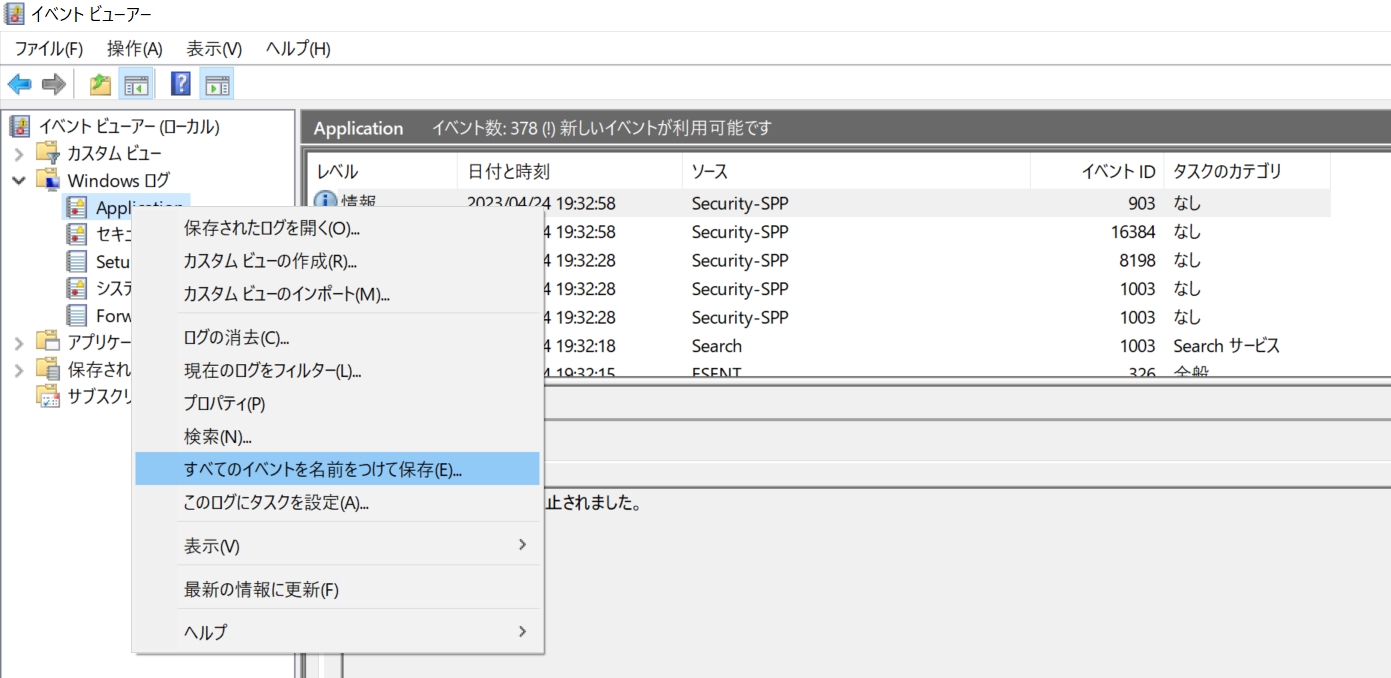 イベント ビューアー
ファイル(F) 操作(A) 表示(V) ヘルプ(H)
イベント ビューアー (ローカル)
カスタム ビュー
Windows ログ
Application
セキュ
Setu
システ
Forw
アプリケー
保存され
サブスクリ
Application イベント数: 378 (!) 新しいイベントが利用可能です
レベル 日付と時刻 ソース イベント ID タスクのカテゴリ
情報 2023/04/24 19:32:58 Security-SPP 903 なし
4 19:32:58 Security-SPP 16384 なし
4 19:32:28 Security-SPP 8198 なし
4 19:32:28 Security-SPP 1003 なし
4 19:32:28 Security-SPP 1003 なし
4 19:32:18 Search 1003 Search サービス
4 19:32:15 ESENT 326 全般
止されました。
保存されたログを開く(O)...
カスタム ビューの作成(R)...
カスタム ビューのインポート(M)...
ログの消去(C)...
現在のログをフィルター(L)...
プロパティ(P)
検索(N)...
すべてのイベントを名前をつけて保存(E)...
このログにタスクを設定(A)...
表示(V)
最新の情報に更新(F)
ヘルプ